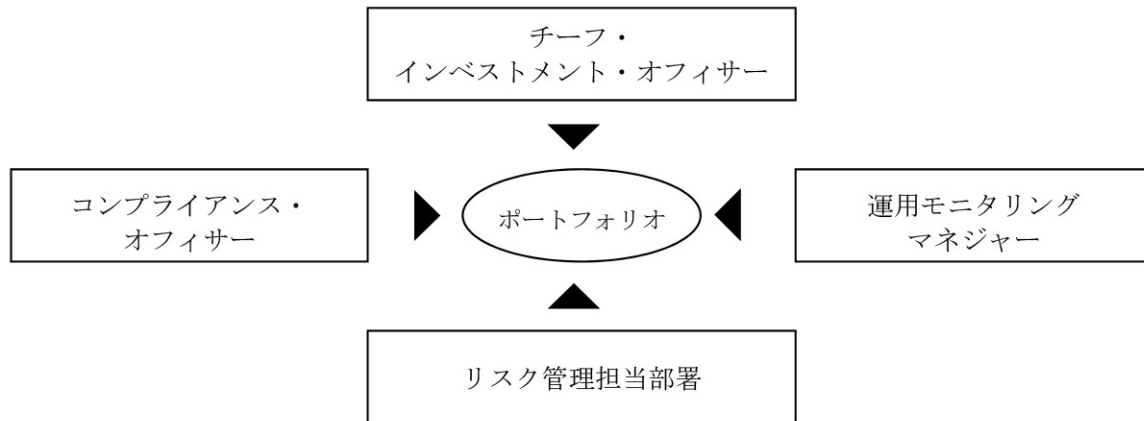 チーフ・
インベストメント・オフィサー
コンプライアンス・
オフィサー
ポートフォリオ
運用モニタリング
マネジャー
リスク管理担当部署